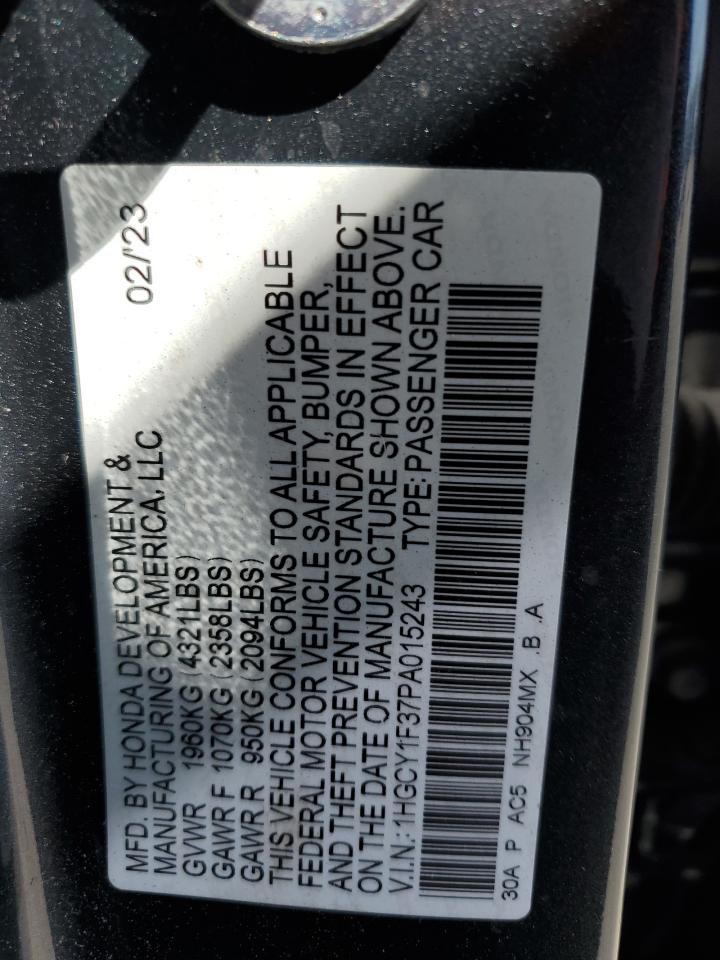 MFD. BY HONDA DEVELOPMENT & 02/'23
MANUFACTURING OF AMERICA, LLC
GVWR 1960KG (4321LBS)
GAWR F 1070KG (2358LBS)
GAWR R 950KG (2094LBS)
THIS VEHICLE CONFORMS TO ALL APPLICABLE
FEDERAL MOTOR VEHICLE SAFETY, BUMPER,
AND THEFT PREVENTION STANDARDS IN EFFECT
ON THE DATE OF MANUFACTURE SHOWN ABOVE.
V.I.N.: 1HGCY1F37PA015243 TYPE: PASSENGER CAR
30A P AC5 NH904MX .B .A